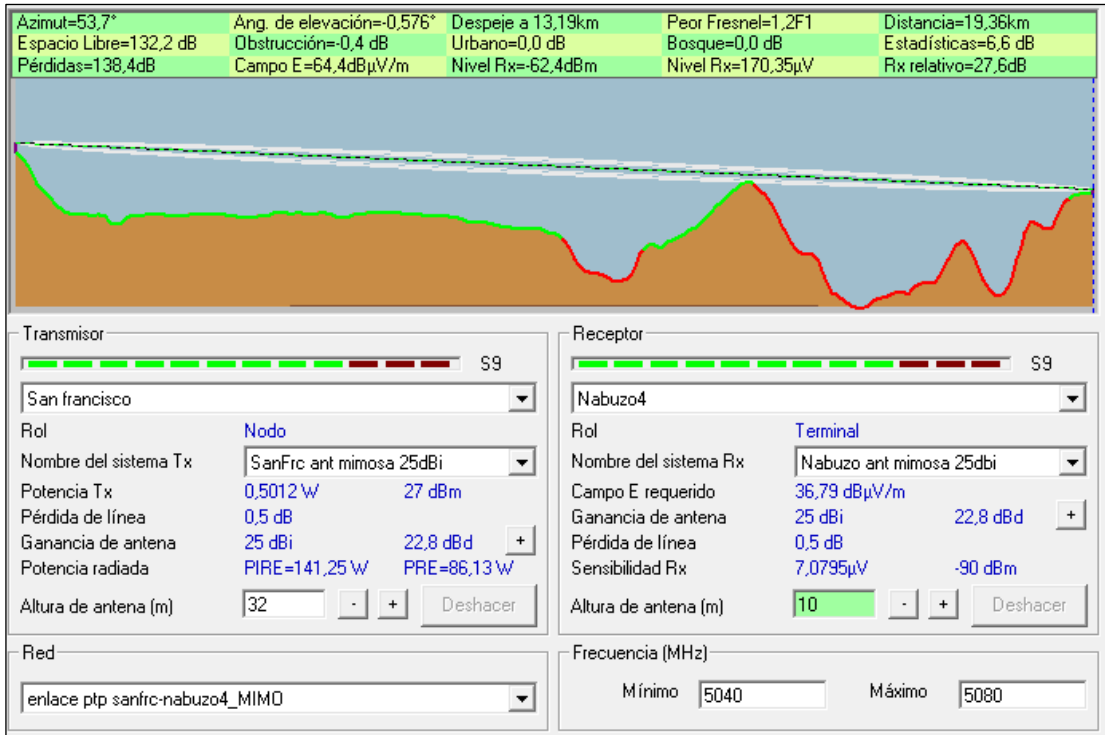 Azimut=53,7° Ang. de elevación=-0,576° Despeje a 13,19km Peor Fresnel=1,2F1 Distancia=19,36km
Espacio Libre=132,2 dB Obstrucción=-0,4 dB Urbano=0,0 dB Bosque=0,0 dB Estadísticas=6,6 dB
Pérdidas=138,4dB Campo E=64,4dBµV/m Nivel Rx=-62,4dBm Nivel Rx=170,35µV Rx relativo=27,6dB
Transmisor
S9
San francisco
Rol Nodo
Nombre del sistema Tx SanFrc ant mimosa 25dBi
Potencia Tx 0,5012 W 27 dBm
Pérdida de línea 0,5 dB
Ganancia de antena 25 dBi 22,8 dBd +
Potencia radiada PIRE=141,25 W PRE=86,13 W
Altura de antena (m) 32 - + Deshacer
Receptor
S9
Nabuzo4
Rol Terminal
Nombre del sistema Rx Nabuzo ant mimosa 25dbi
Campo E requerido 36,79 dBµV/m
Ganancia de antena 25 dBi 22,8 dBd +
Pérdida de línea 0,5 dB
Sensibilidad Rx 7,0795µV -90 dBm
Altura de antena (m) 10 - + Deshacer
Red
enlace ptp sanfrc-nabuzo4_MIMO
Frecuencia (MHz)
Mínimo 5040 Máximo 5080